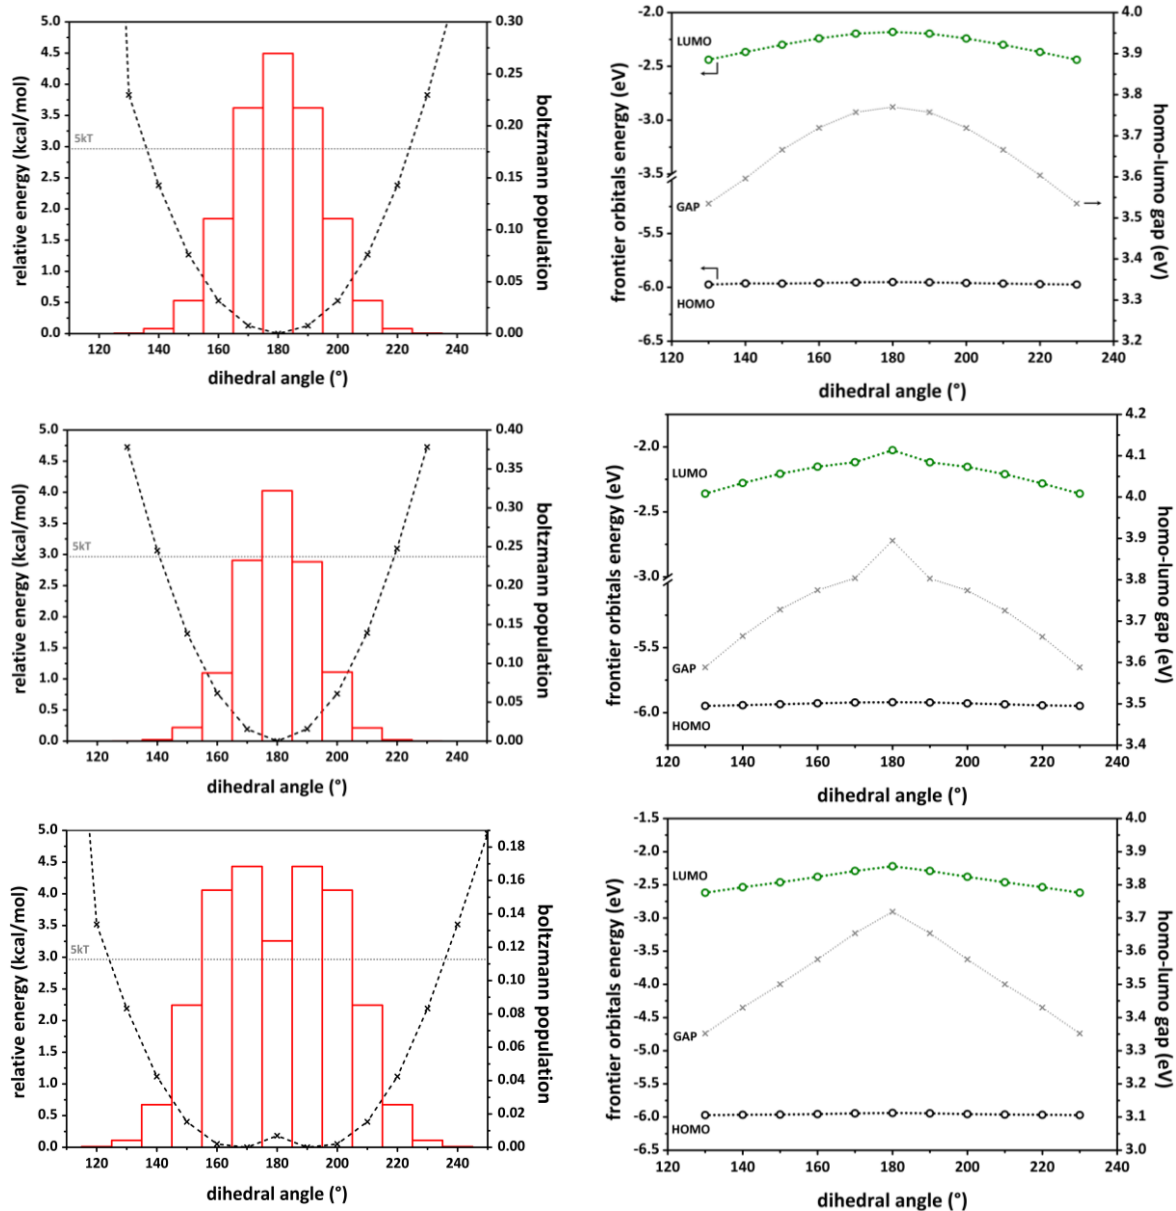 relative energy (kcal/mol)
5.0
4.5
4.0
3.5
3.0
2.5
2.0
1.5
1.0
0.5
0.0
5kT
0.30
0.25
0.20
0.15
0.10
0.05
0.00
boltzmann population
120 140 160 180 200 220 240
dihedral angle (°)
frontier orbitals energy (eV)
-2.0
-2.5
-3.0
-3.5
-5.5
-6.0
-6.5
LUMO
GAP
HOMO
4.0
3.9
3.8
3.7
3.6
3.5
3.4
3.3
3.2
homo-lumo gap
(eV)
120 140 160 180 200 220 240
dihedral angle (°)
relative energy (kcal/mol)
5.0
4.5
4.0
3.5
3.0
2.5
2.0
1.5
1.0
0.5
0.0
5kT
0.40
0.35
0.30
0.25
0.20
0.15
0.10
0.05
0.00
boltzmann population
120 140 160 180 200 220 240
dihedral angle (°)
frontier orbitals energy (eV)
-2.0
-2.5
-3.0
-5.5
-6.0
LUMO
GAP
HOMO
4.2
4.1
4.0
3.9
3.8
3.7
3.6
3.5
3.4
homo-lumo gap
(eV)
120 140 160 180 200 220 240
dihedral angle (°)
relative energy (kcal/mol)
5.0
4.5
4.0
3.5
3.0
2.5
2.0
1.5
1.0
0.5
0.0
5kT
0.18
0.16
0.14
0.12
0.10
0.08
0.06
0.04
0.02
0.00
boltzmann population
120 140 160 180 200 220 240
dihedral angle (°)
frontier orbitals energy (eV)
-1.5
-2.0
-2.5
-3.0
-3.5
-4.0
-4.5
-5.0
-5.5
-6.0
-6.5
LUMO
GAP
HOMO
4.0
3.9
3.8
3.7
3.6
3.5
3.4
3.3
3.2
3.1
3.0
homo-lumo gap (eV)
120 140 160 180 200 220 240
dihedral angle (°)